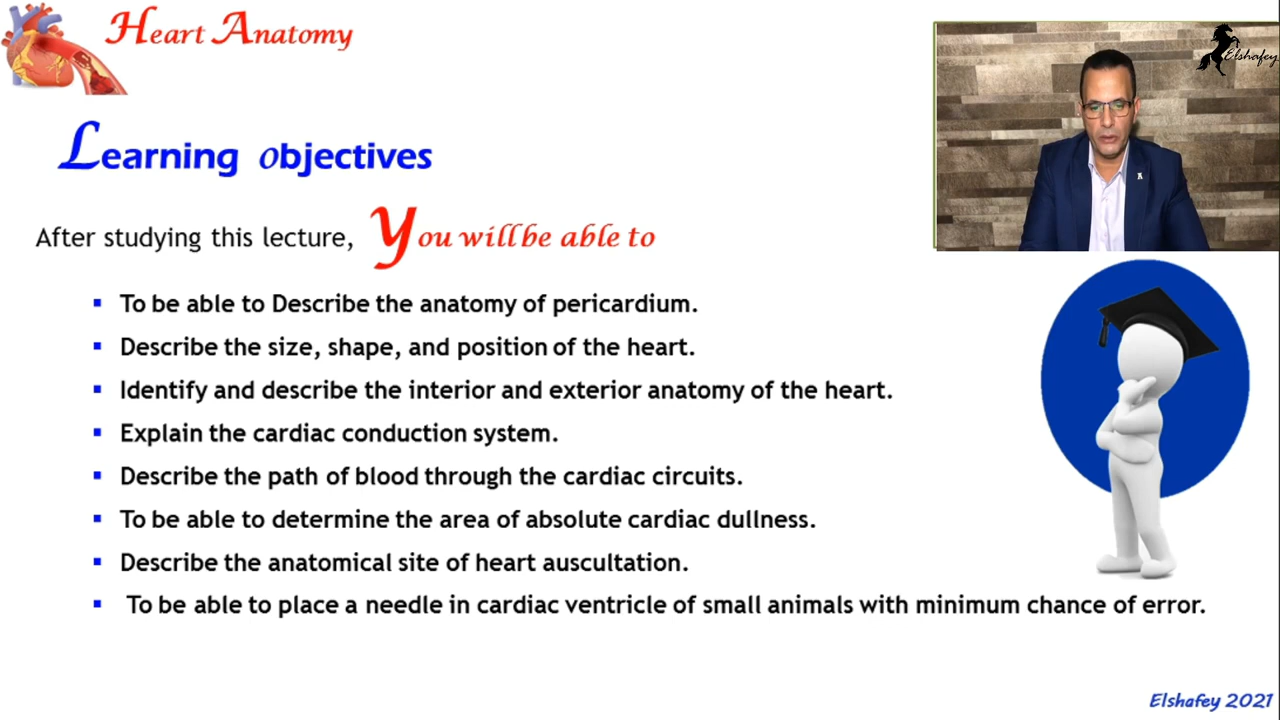 Heart Anatomy
Elshafey
Learning objectives
After studying this lecture, You will be able to
To be able to Describe the anatomy of pericardium.
Describe the size, shape, and position of the heart.
Identify and describe the interior and exterior anatomy of the heart.
Explain the cardiac conduction system.
Describe the path of blood through the cardiac circuits.
To be able to determine the area of absolute cardiac dullness.
Describe the anatomical site of heart auscultation.
To be able to place a needle in cardiac ventricle of small animals with minimum chance of error.
Elshafey 2021